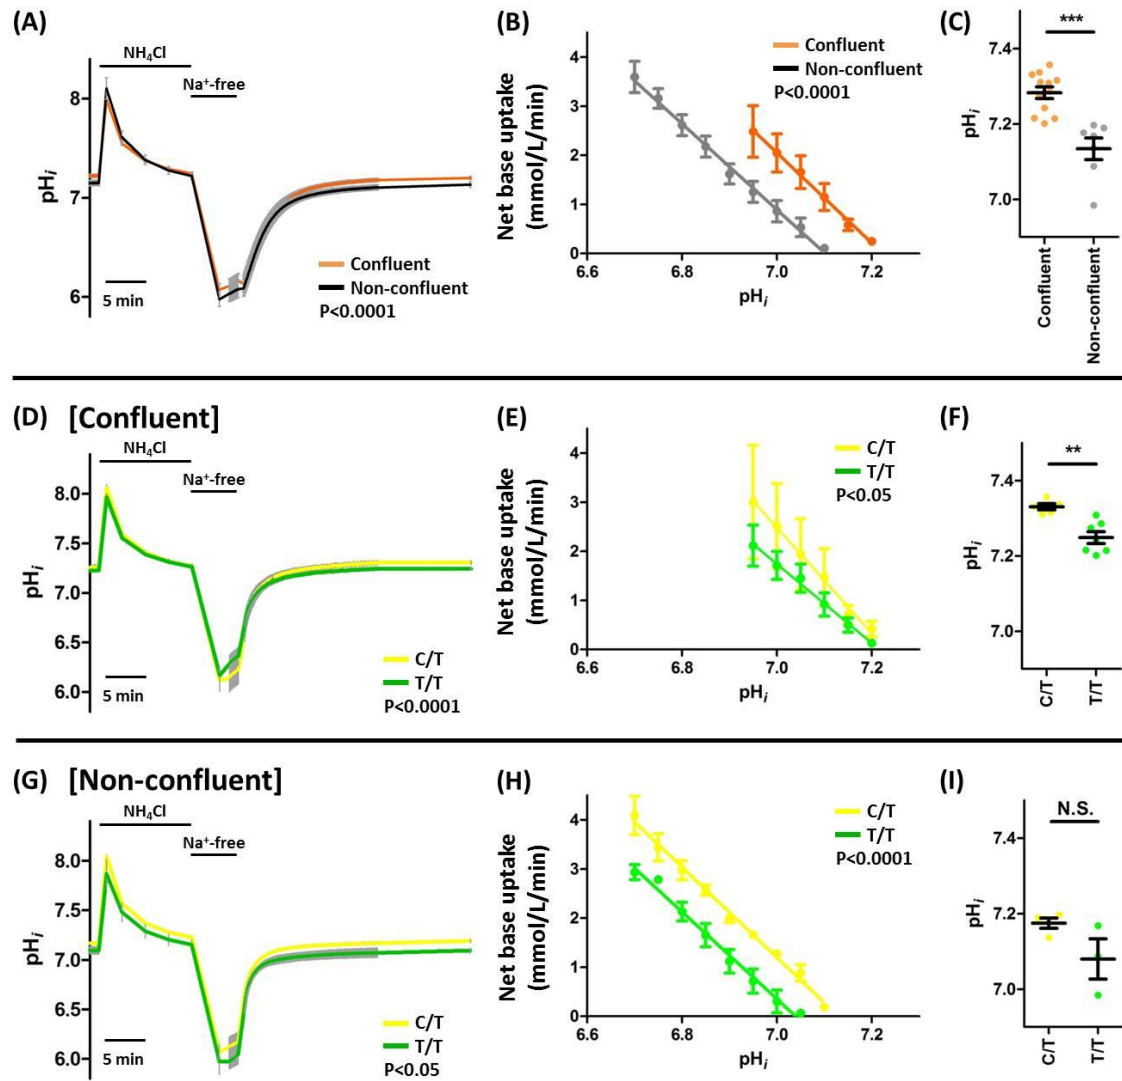 (A)
NH₄Cl
Na⁺-free
8
7
6
pHᵢ
5 min
Confluent
Non-confluent
P<0.0001
(B)
Net base uptake
(mmol/L/min)
4
3
2
1
0
Confluent
Non-confluent
P<0.0001
6.6 6.8 7.0 7.2
pHᵢ
(C)
***
7.4
7.2
7.0
pHᵢ
Confluent
Non-confluent
(D) [Confluent]
NH₄Cl
Na⁺-free
8.0
7.5
7.0
6.5
6.0
pHᵢ
5 min
C/T
T/T
P<0.0001
(E)
Net base uptake
(mmol/L/min)
4
3
2
1
0
C/T
T/T
P<0.05
6.6 6.8 7.0 7.2
pHᵢ
(F)
**
7.4
7.2
7.0
pHᵢ
C/T
T/T
(G) [Non-confluent]
NH₄Cl
Na⁺-free
8.0
7.5
7.0
6.5
6.0
pHᵢ
5 min
C/T
T/T
P<0.05
(H)
Net base uptake
(mmol/L/min)
4
3
2
1
0
C/T
T/T
P<0.0001
6.6 6.8 7.0 7.2
pHᵢ
(I)
N.S.
7.4
7.2
7.0
pHᵢ
C/T
T/T